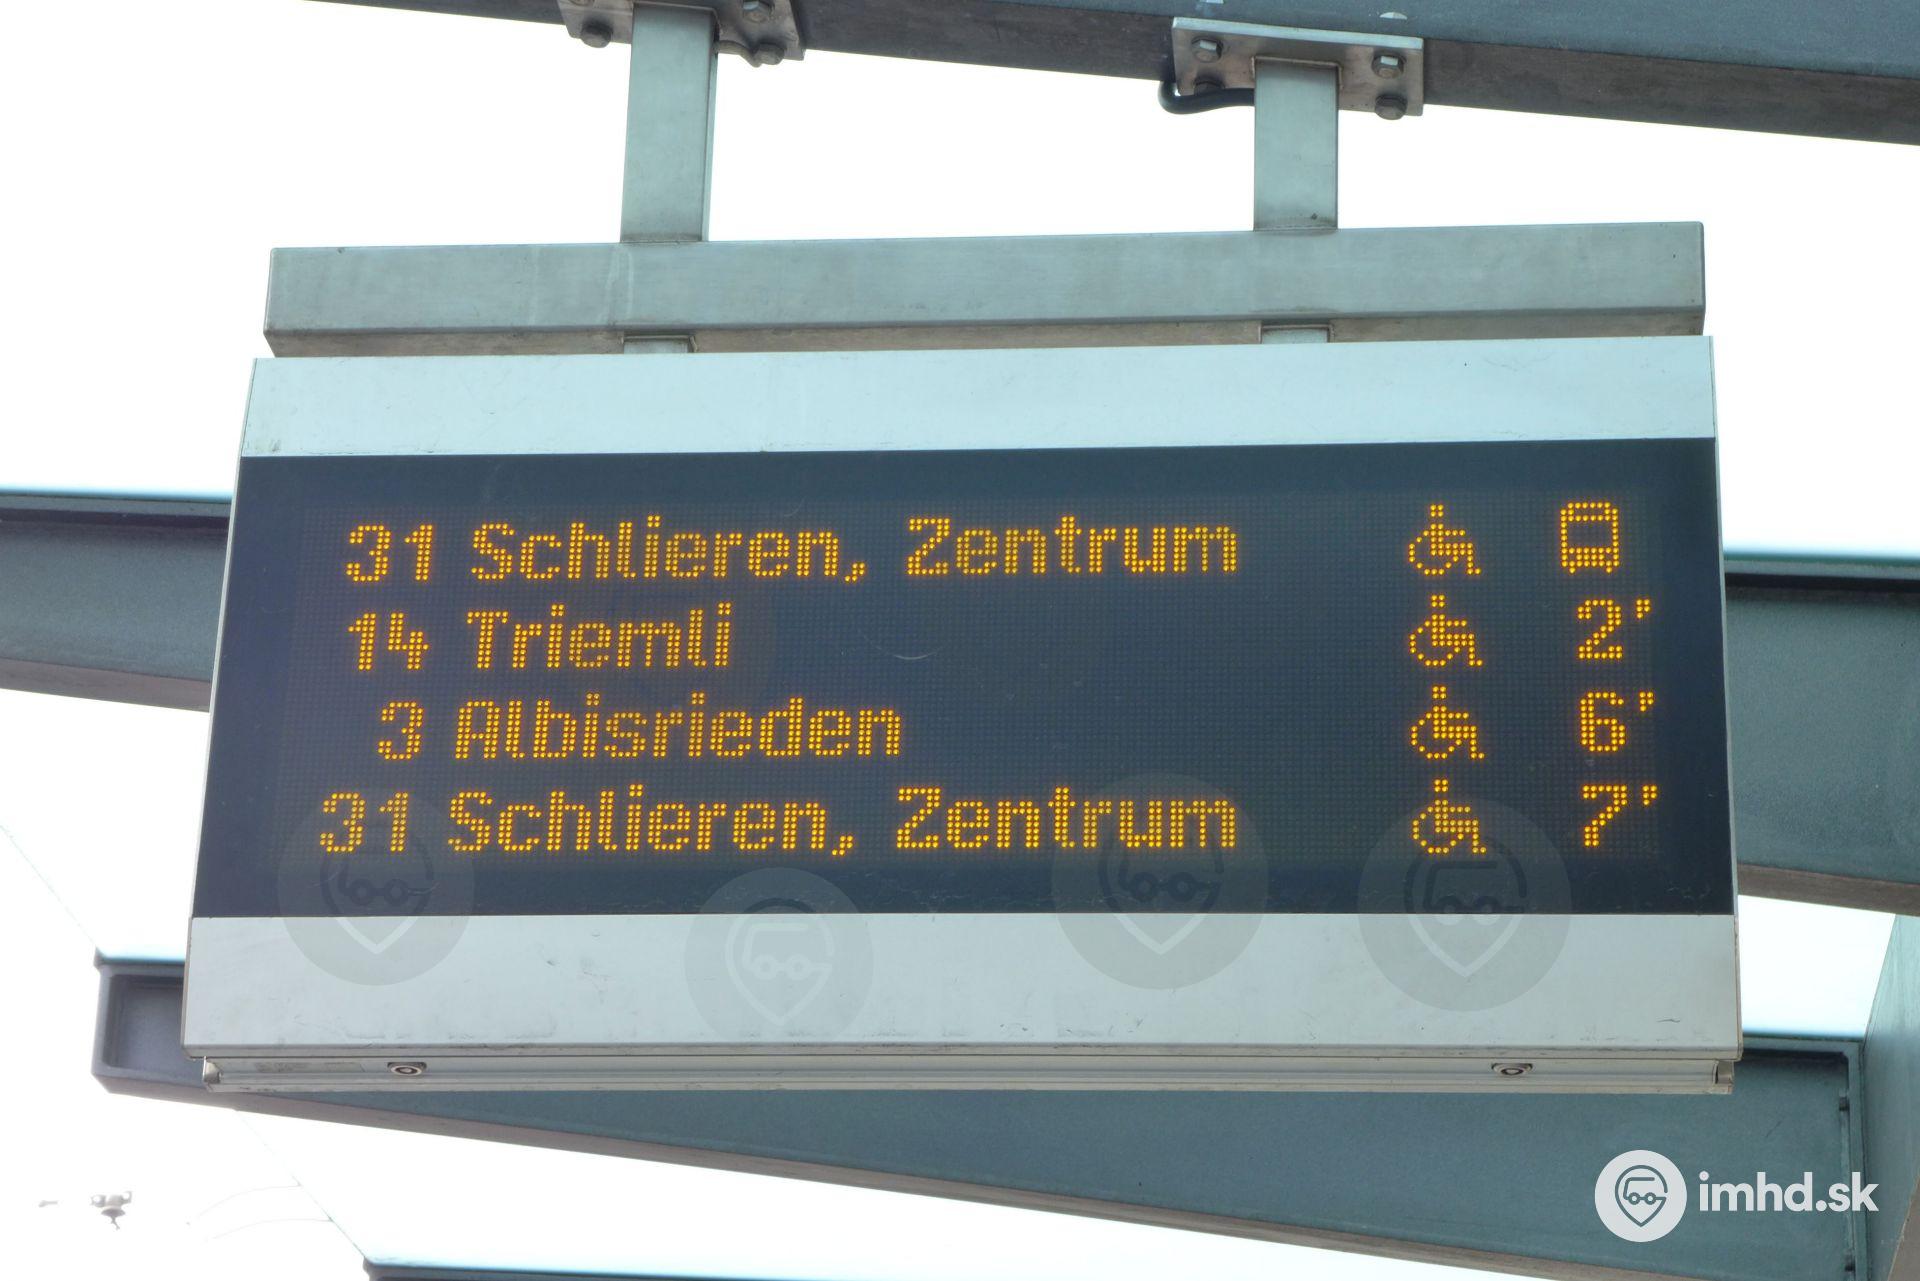 31 Schlieren, Zentrum
14 Triemli 2'
3 Albisrieden 6'
31 Schlieren, Zentrum 7'
imhd.sk